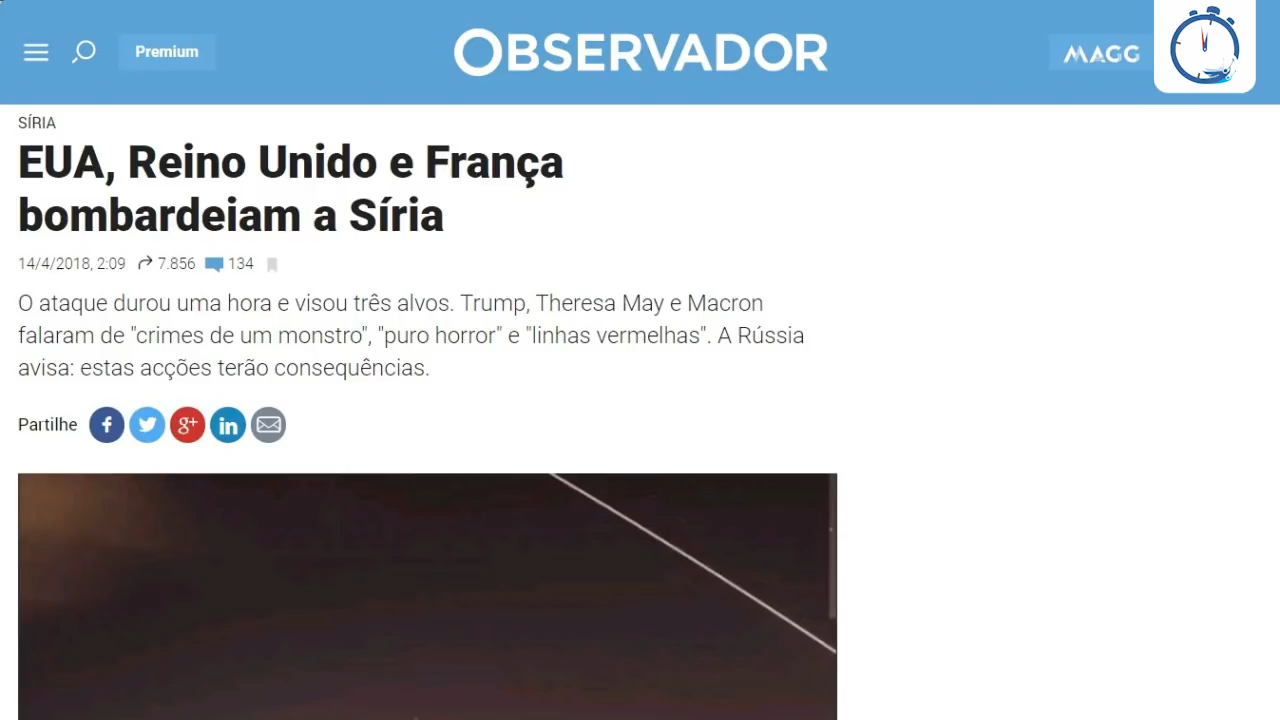 Premium
OBSERVADOR
MAGG
SÍRIA
EUA, Reino Unido e França
bombardeiam a Síria
14/4/2018, 2:09 7.856 134
O ataque durou uma hora e visou três alvos. Trump, Theresa May e Macron
falaram de "crimes de um monstro", "puro horror" e "linhas vermelhas". A Rússia
avisa: estas acções terão consequências.
Partilhe f g+ in